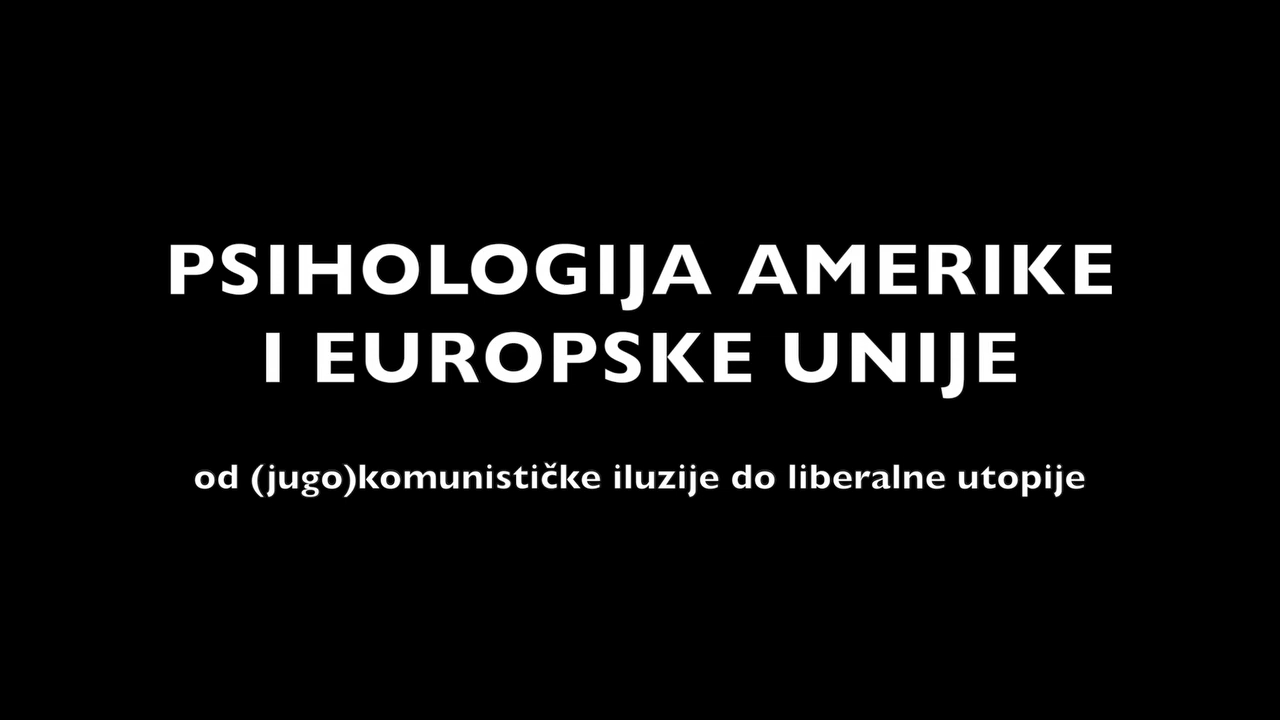 PSIHOLOGIJA AMERIKE
I EUROPSKE UNIJE
od (jugo)komunističke iluzije do liberalne utopije